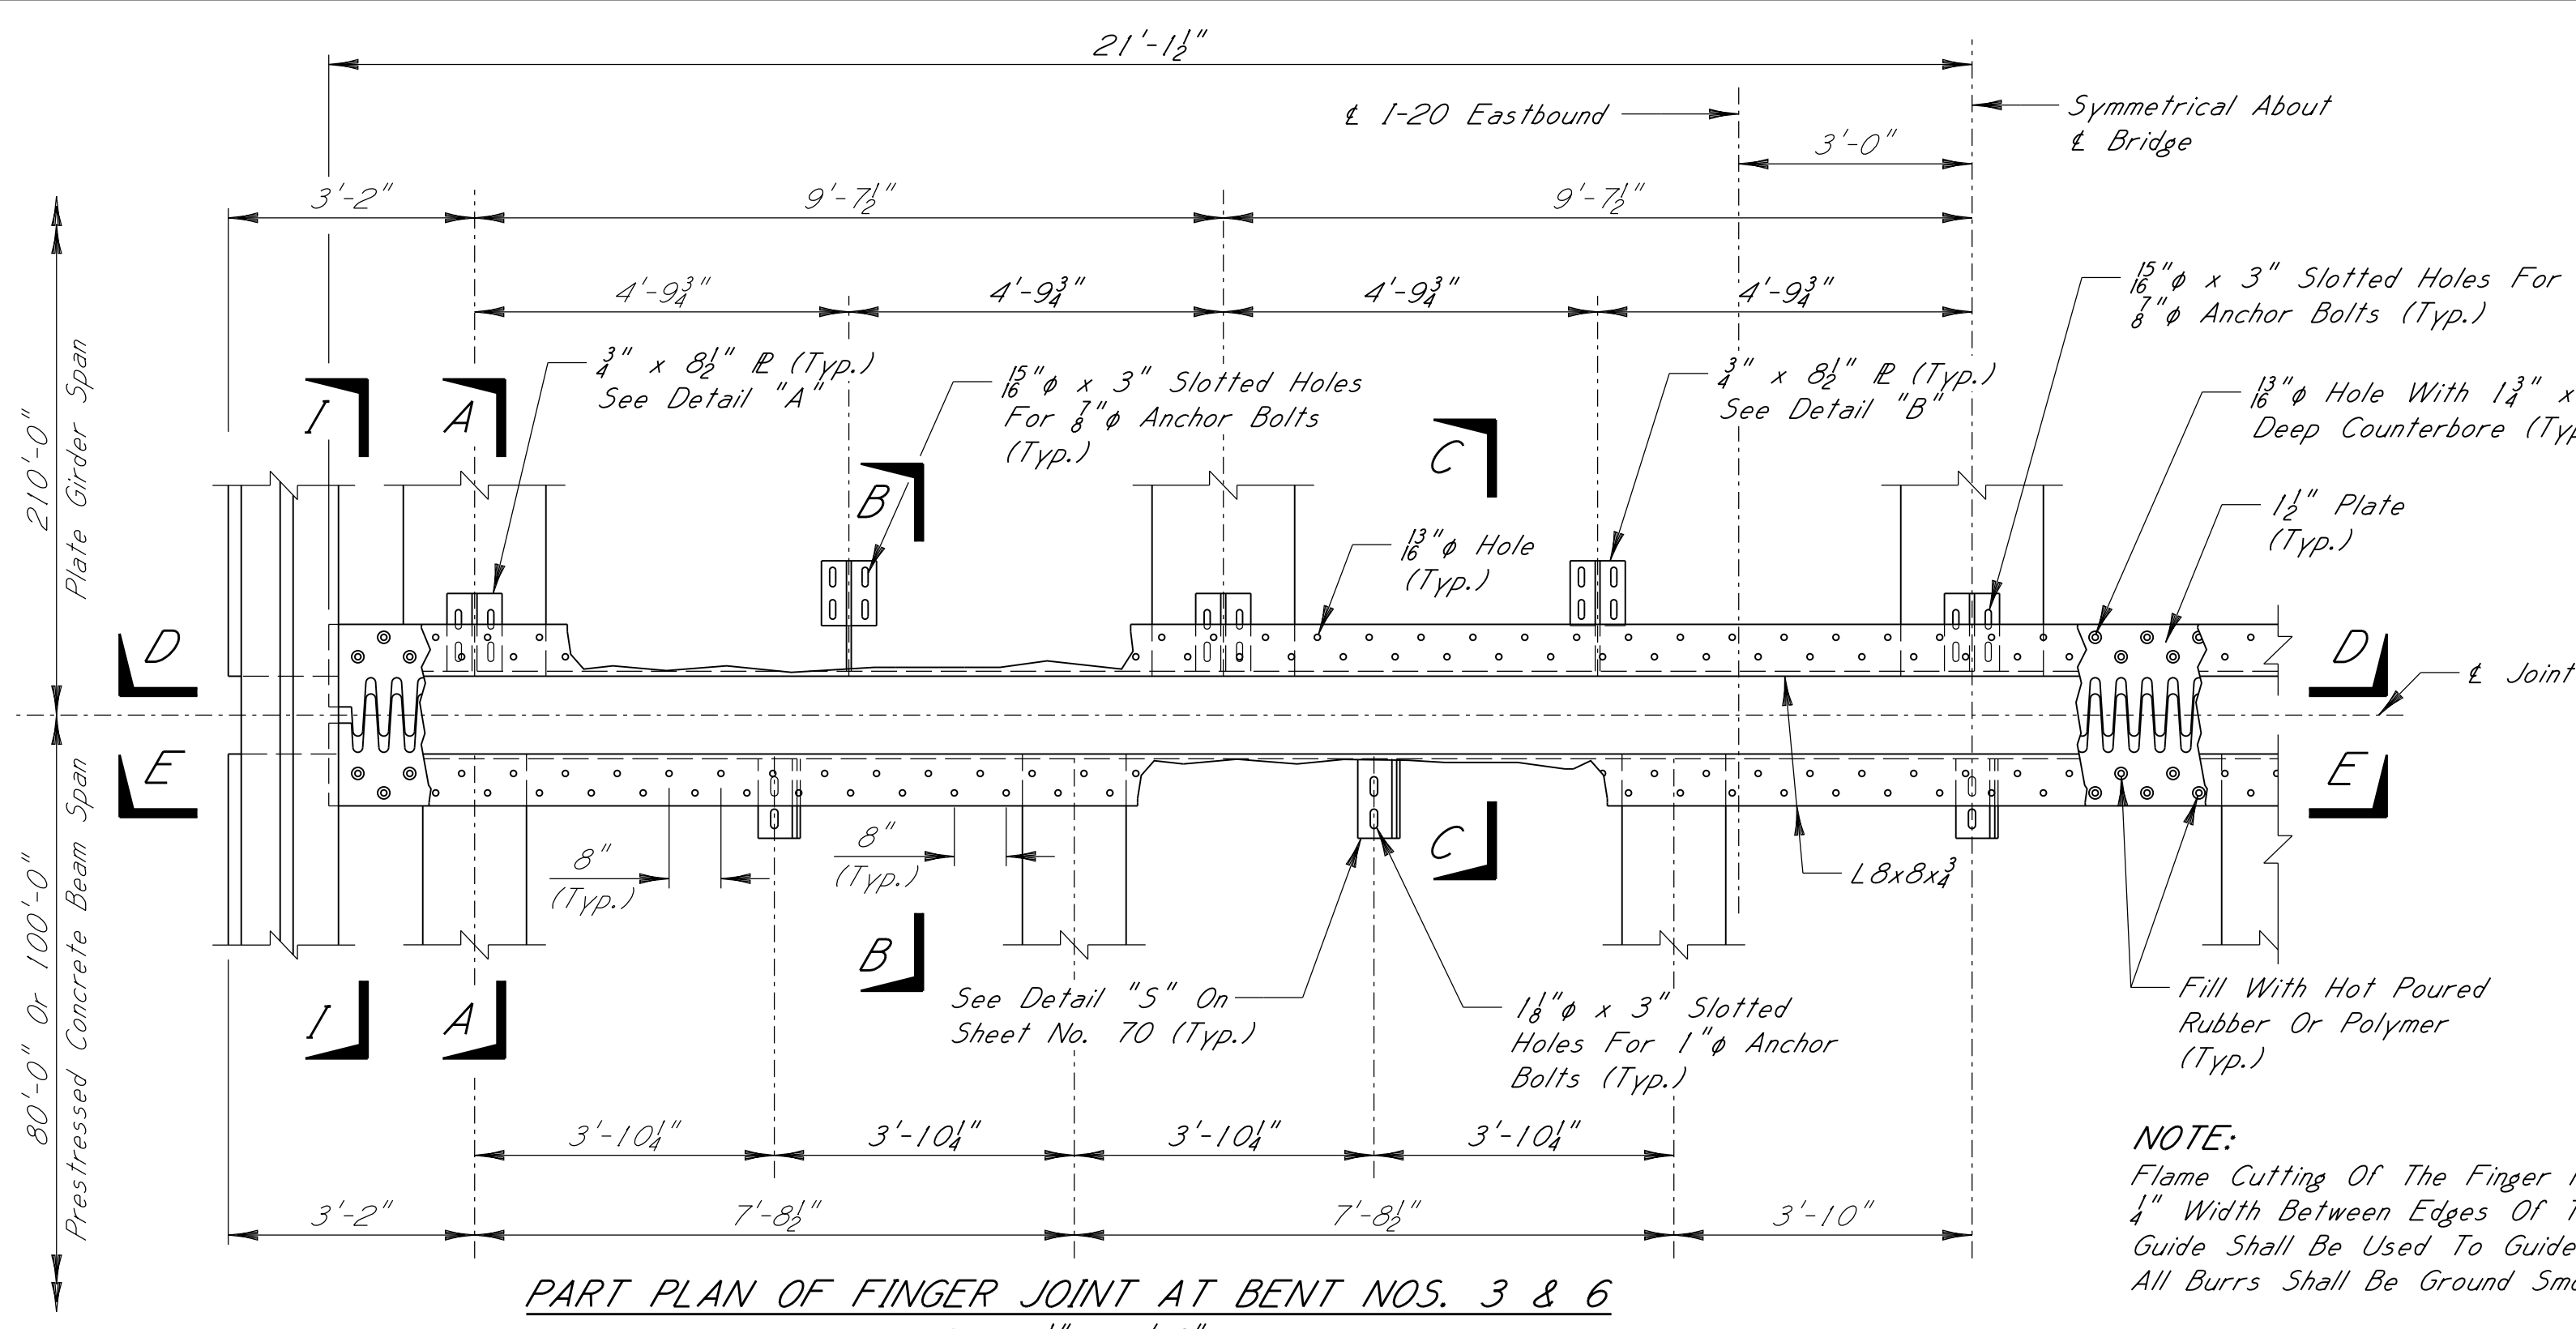 21'-1½"
℄ I-20 Eastbound
Symmetrical About
℄ Bridge
3'-0"
3'-2"
9'-7½"
9'-7½"
4'-9¾"
4'-9¾"
4'-9¾"
4'-9¾"
15/16"φ x 3" Slotted Holes For
7/8"φ Anchor Bolts (Typ.)
¾" x 8½" ⅊ (Typ.)
See Detail "A"
15/16"φ x 3" Slotted Holes
For 7/8"φ Anchor Bolts
(Typ.)
¾" x 8½" ⅊ (Typ.)
See Detail "B"
13/16"φ Hole With 1¾" x
Deep Counterbore
I
A
B
C
13/16"φ Hole
(Typ.)
1½" Plate
(Typ.)
210'-0"
Plate Girder Span
D
D
℄ Joint
E
E
80'-0" Or 100'-0"
Prestressed Concrete Beam Span
8"
(Typ.)
8"
(Typ.)
C
L8x8x¾
B
I
A
See Detail "S" On
Sheet No. 70 (Typ.)
1⅛"φ x 3" Slotted
Holes For 1"φ Anchor
Bolts (Typ.)
Fill With Hot Poured
Rubber Or Polymer
(Typ.)
3'-10¼"
3'-10¼"
3'-10¼"
3'-10¼"
3'-2"
7'-8½"
7'-8½"
3'-10"
NOTE:
Flame Cutting Of The Finger
¼" Width Between Edges Of
Guide Shall Be Used To Guide
All Burrs Shall Be Ground
PART PLAN OF FINGER JOINT AT BENT NOS. 3 & 6